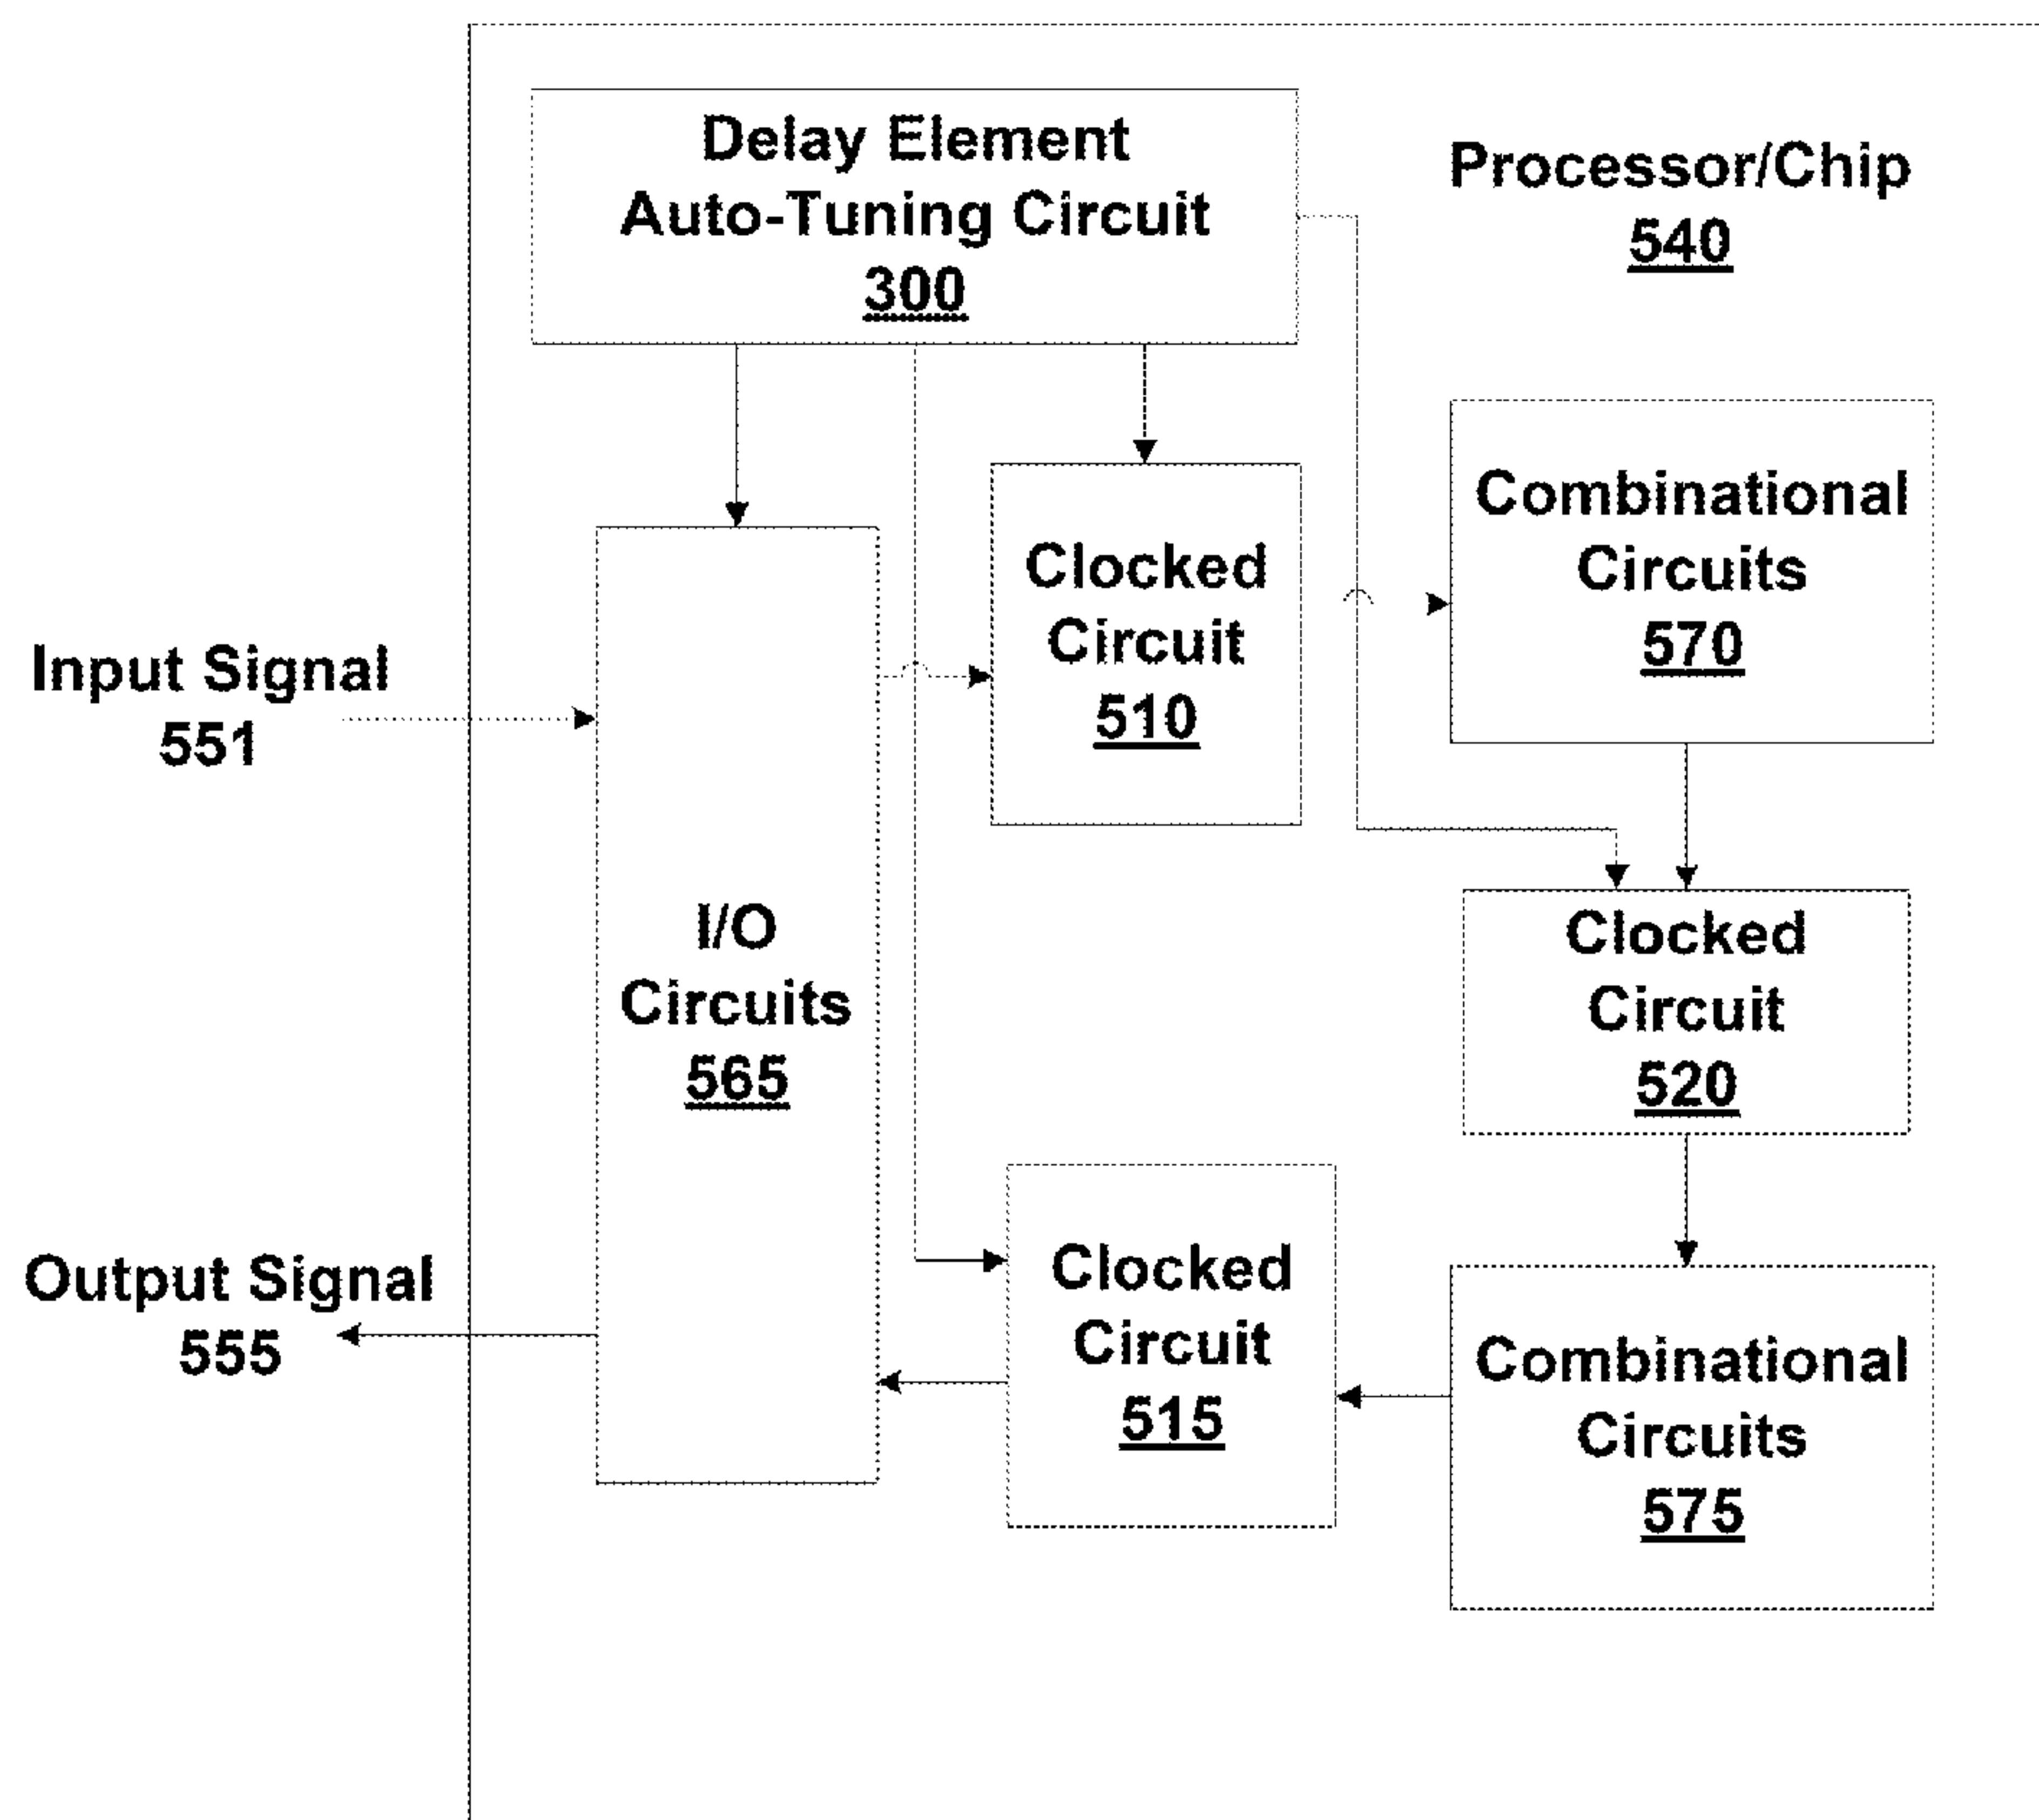 Delay Element
Auto-Tuning Circuit
300
Processor/Chip
540
Combinational
Circuits
570
Clocked
Circuit
510
Input Signal
551
I/O
Circuits
565
Clocked
Circuit
520
Output Signal
555
Clocked
Circuit
515
Combinational
Circuits
575